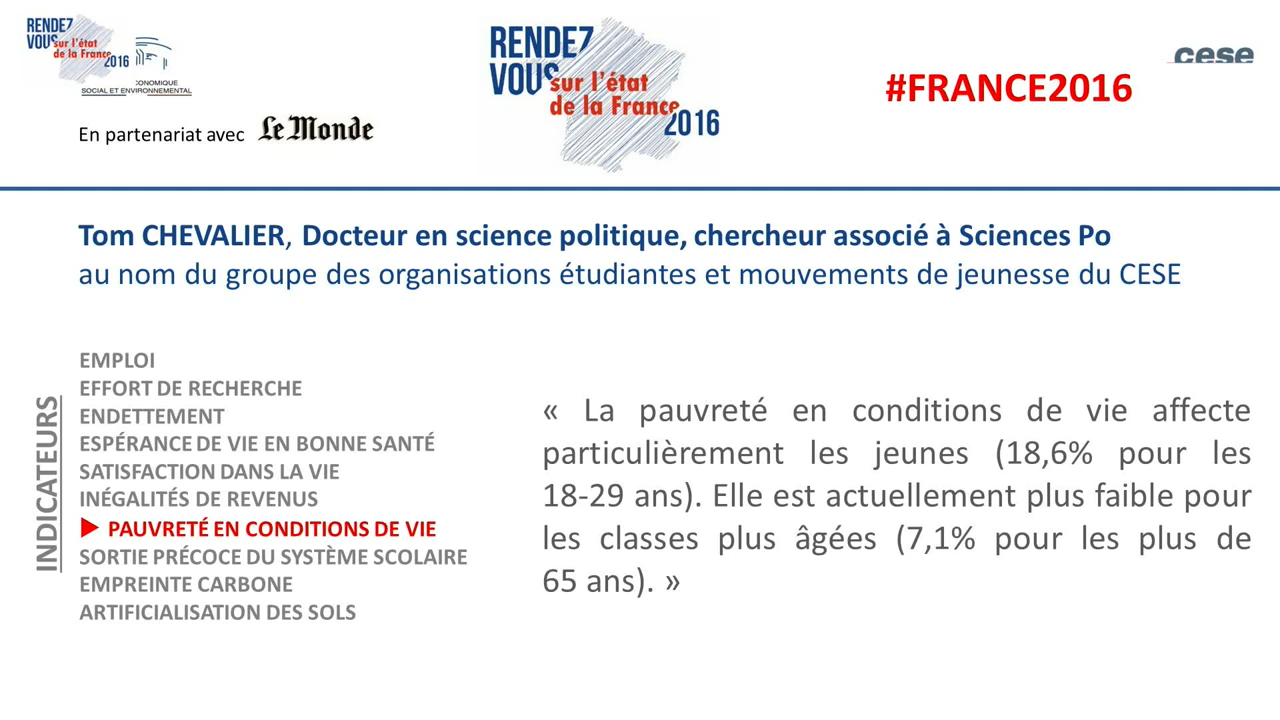 RENDEZ
VOUS sur l'état
de la France
2016
CONOMIQUE
SOCIAL ET ENVIRONNEMENTAL
En partenariat avec Le Monde
RENDEZ
VOUS sur l'état
de la France
2016
#FRANCE2016
cese
Tom CHEVALIER, Docteur en science politique, chercheur associé à Sciences Po
au nom du groupe des organisations étudiantes et mouvements de jeunesse du CESE
INDICATEURS
EMPLOI
EFFORT DE RECHERCHE
ENDETTEMENT
ESPÉRANCE DE VIE EN BONNE SANTÉ
SATISFACTION DANS LA VIE
INÉGALITÉS DE REVENUS
PAUVRETÉ EN CONDITIONS DE VIE
SORTIE PRÉCOCE DU SYSTÈME SCOLAIRE
EMPREINTE CARBONE
ARTIFICIALISATION DES SOLS
« La pauvreté en conditions de vie affecte
particulièrement les jeunes (18,6% pour les
18-29 ans). Elle est actuellement plus faible pour
les classes plus âgées (7,1% pour les plus de
65 ans). »